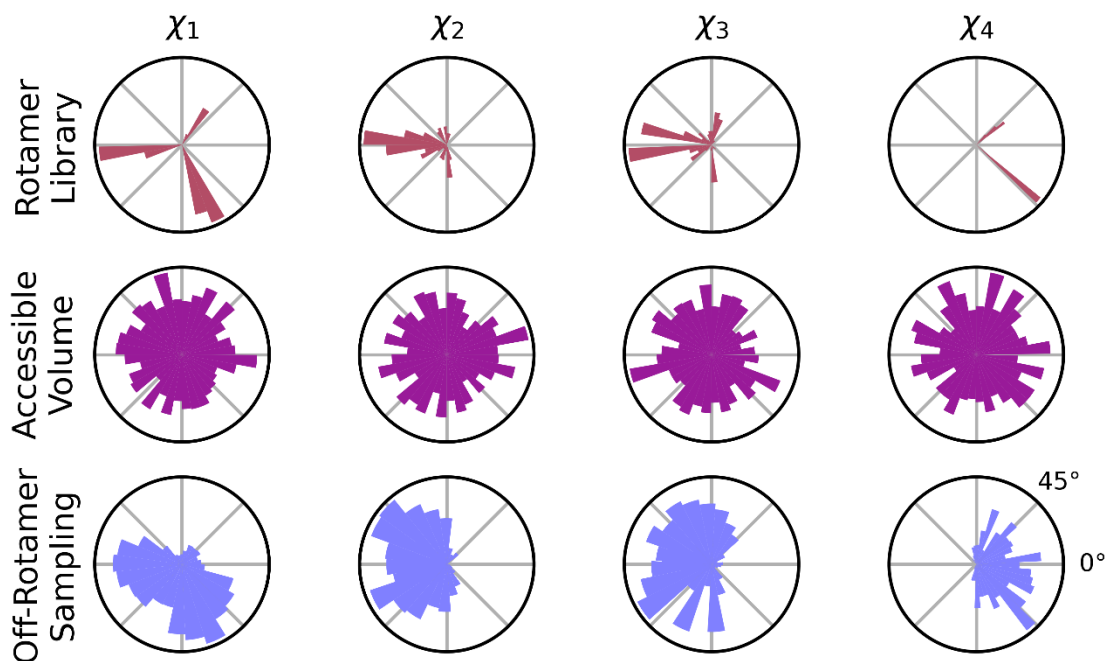 χ1
χ2
χ3
χ4
Rotamer
Library
Accessible
Volume
Off-Rotamer
Sampling
45°
0°